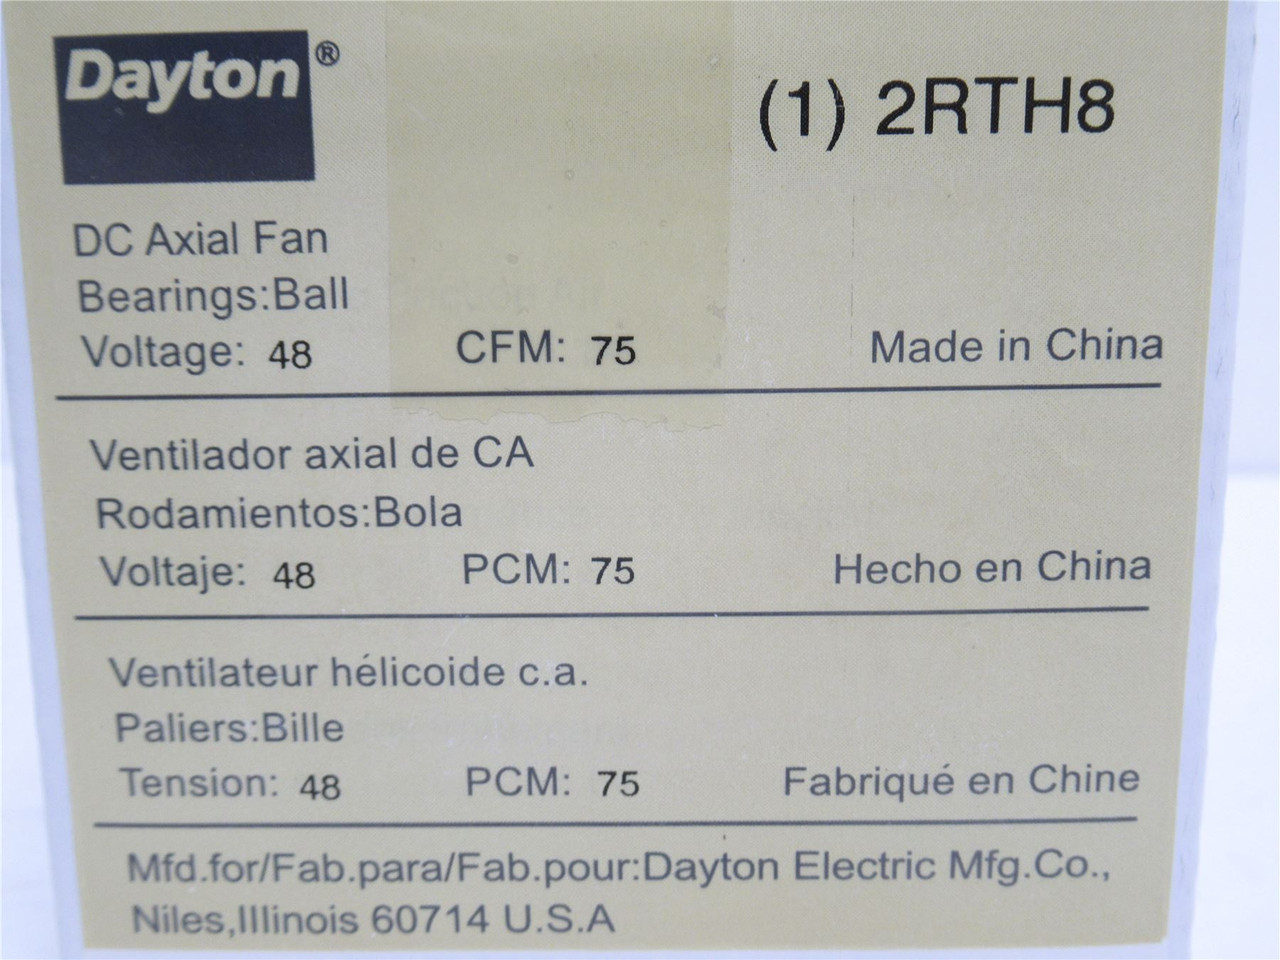 Dayton®
(1) 2RTH8
DC Axial Fan
Bearings:Ball
Voltage: 48 CFM: 75 Made in China
Ventilador axial de CA
Rodamientos:Bola
Voltaje: 48 PCM: 75 Hecho en China
Ventilateur hélicoide c.a.
Paliers:Bille
Tension: 48 PCM: 75 Fabriqué en Chine
Mfd.for/Fab.para/Fab.pour:Dayton Electric Mfg.Co.,
Niles,Illinois 60714 U.S.A